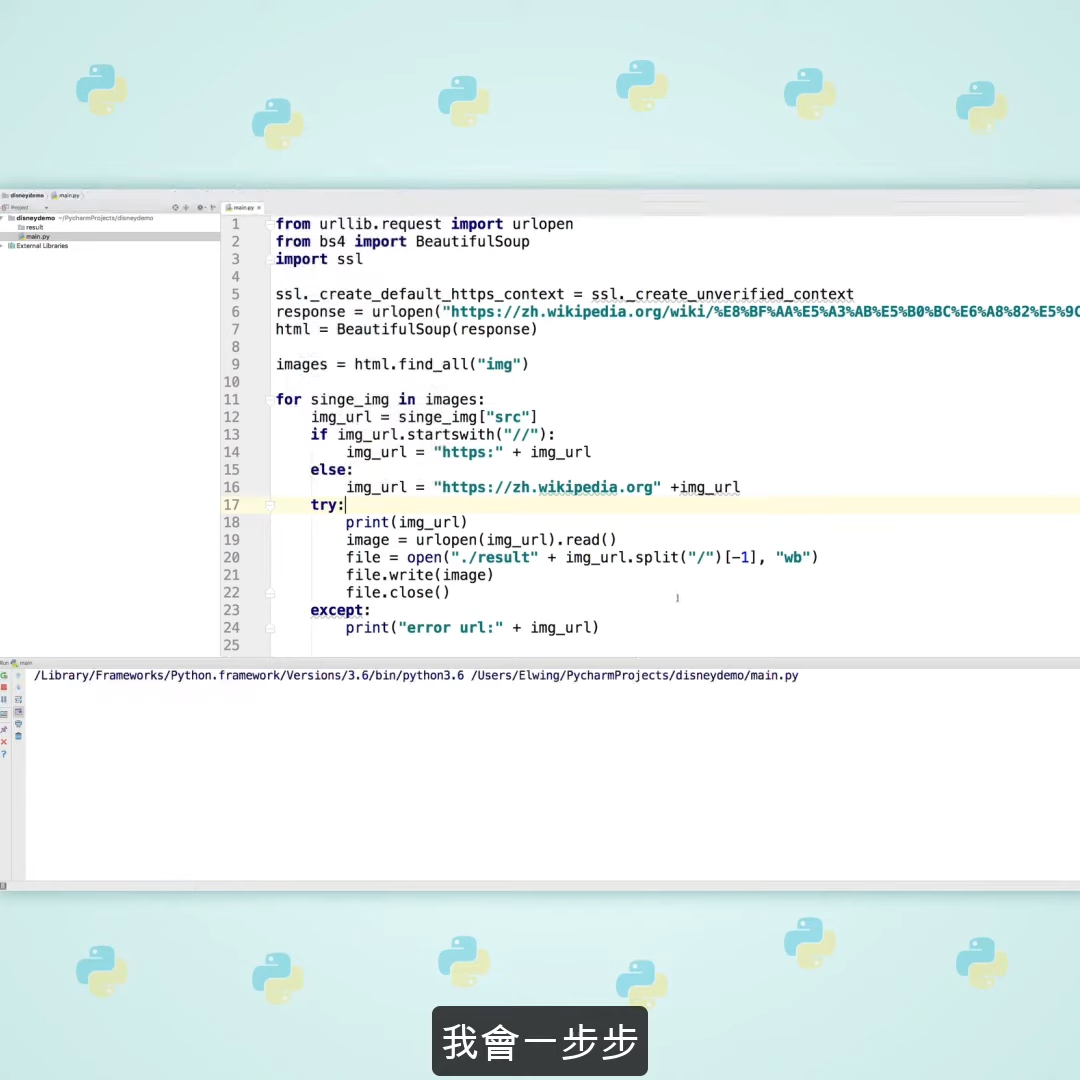 disneydemo main.py
Project
main.py
disneydemo ~/PycharmProjects/disneydemo
result
main.py
External Libraries
1 from urllib.request import urlopen
2 from bs4 import BeautifulSoup
3 import ssl
4
5 ssl._create_default_https_context = ssl._create_unverified_context
6 response = urlopen("https://zh.wikipedia.org/wiki/%E8%BF%AA%E5%A3%AB%E5%B0%BC%E6%A8%82%E5%9C
7 html = BeautifulSoup(response)
8
9 images = html.find_all("img")
10
11 for singe_img in images:
12 img_url = singe_img["src"]
13 if img_url.startswith("//"):
14 img_url = "https:" + img_url
15 else:
16 img_url = "https://zh.wikipedia.org" +img_url
17 try:
18 print(img_url)
19 image = urlopen(img_url).read()
20 file = open("./result" + img_url.split("/")[-1], "wb")
21 file.write(image)
22 file.close()
23 except:
24 print("error url:" + img_url)
25
Run main
/Library/Frameworks/Python.framework/Versions/3.6/bin/python3.6 /Users/Elwing/PycharmProjects/disneydemo/main.py
我會一步步